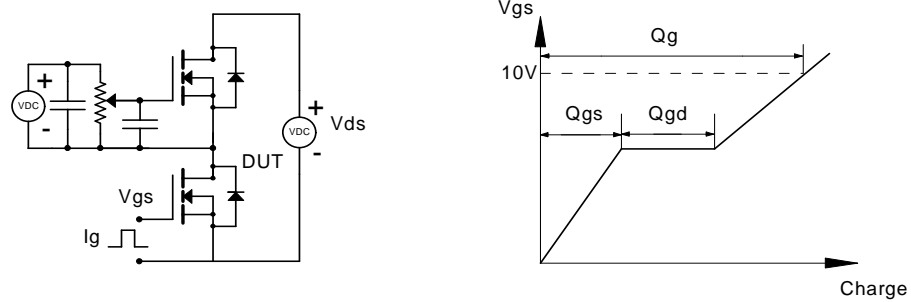 +
VDC
-
Vgs
Ig
DUT
+
VDC
-
Vds
Vgs
Qg
10V
Qgs
Qgd
Charge